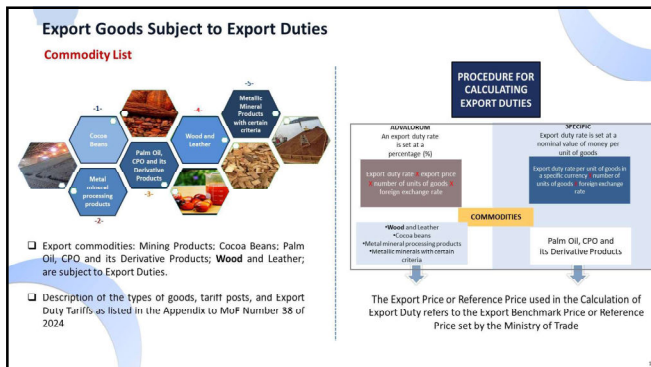 Export Goods Subject to Export Duties
Commodity List
-1-
Cocoa
Beans
Metal
mineral
processing
products
-2-
Palm Oil,
CPO and its
Derivative
Products
-3-
-4-
Wood and
Leather
-5-
Metallic
Mineral
Products
with certain
criteria
❑ Export commodities: Mining Products; Cocoa Beans; Palm
Oil, CPO and its Derivative Products; Wood and Leather;
are subject to Export Duties.
❑ Description of the types of goods, tariff posts, and Export
Duty Tariffs as listed in the Appendix to MoF Number 38 of
2024
PROCEDURE FOR
CALCULATING
EXPORT DUTIES
ADVALORUM
An export duty rate
is set at a
percentage (%)
Export duty rate X export price
X number of units of goods X
foreign exchange rate
SPECIFIC
Export duty rate is set at a
nominal value of money per
unit of goods
Export duty rate per unit of goods in
a specific currency X number of
units of goods X foreign exchange
rate
COMMODITIES
•Wood and Leather
•Cocoa beans
•Metal mineral processing products
•Metallic minerals with certain
criteria
Palm Oil, CPO and
its Derivative Products
The Export Price or Reference Price used in the Calculation of
Export Duty refers to the Export Benchmark Price or Reference
Price set by the Ministry of Trade